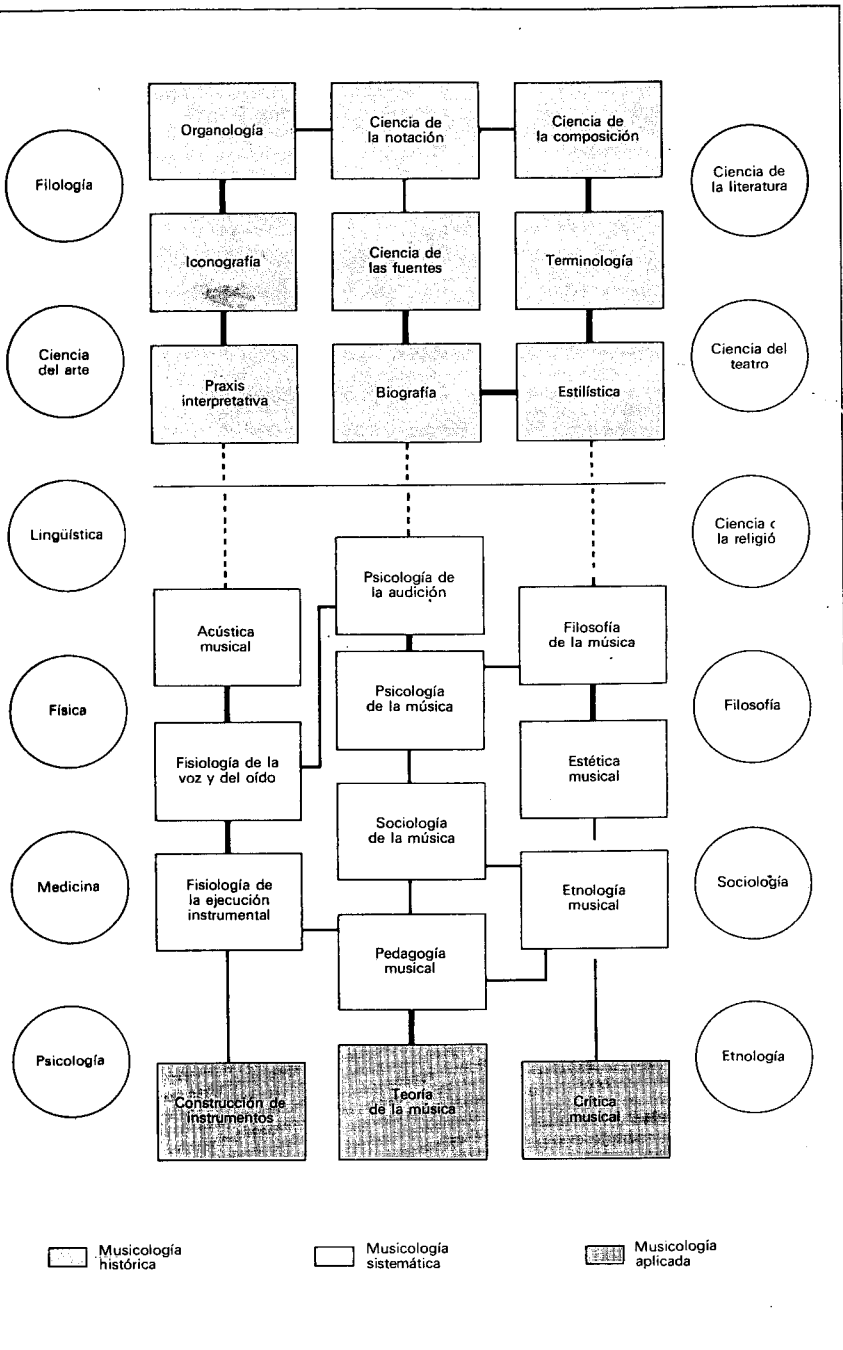 Organología
Ciencia de
la notación
Ciencia de
la composición
Filología
Ciencia de
la literatura
Iconografía
Ciencia de
las fuentes
Terminología
Ciencia
del arte
Ciencia del
teatro
Praxis
interpretativa
Biografía
Estilística
Lingüística
Ciencia
la religió
Psicología de
la audición
Acústica
musical
Filosofía
de la música
Física
Psicología
de la música
Filosofía
Fisiología de la
voz y del oído
Estética
musical
Sociología
de la música
Medicina
Fisiología de
la ejecución
instrumental
Etnología
musical
Sociología
Pedagogía
musical
Psicología
Etnología
Construcción de
instrumentos
Teoría
de la música
Crítica
musical
Musicología
histórica
Musicología
sistemática
Musicología
aplicada